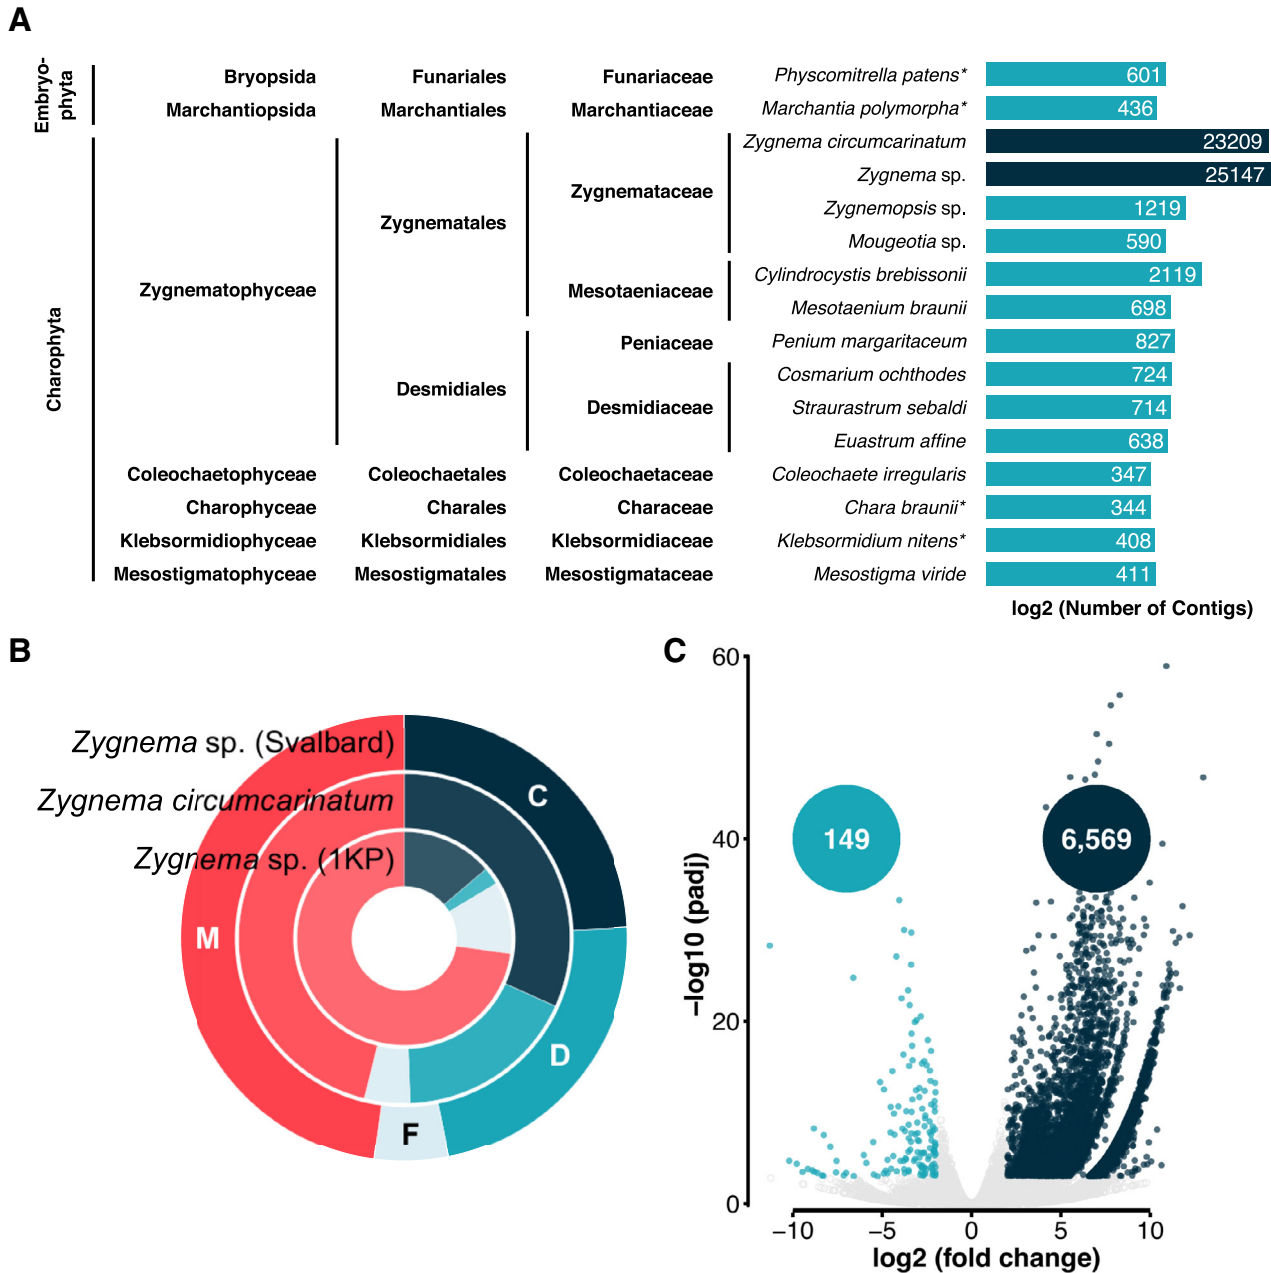 A
Embryo-
phyta
Bryopsida Funariales Funariaceae Physcomitrella patens* 601
Marchantiopsida Marchantiales Marchantiaceae Marchantia polymorpha* 436
Zygnema circumcarinatum 23209
Zygnema sp. 25147
Zygnemataceae
Zygnemopsis sp. 1219
Zygnematales
Mougeotia sp. 590
Cylindrocystis brebissonii 2119
Zygnematophyceae Mesotaeniaceae
Mesotaenium braunii 698
Charophyta
Peniaceae Penium margaritaceum 827
Cosmarium ochthodes 724
Desmidiales
Desmidiaceae Straurastrum sebaldi 714
Euastrum affine 638
Coleochaetophyceae Coleochaetales Coleochaetaceae Coleochaete irregularis 347
Charophyceae Charales Characeae Chara braunii* 344
Klebsormidiophyceae Klebsormidiales Klebsormidiaceae Klebsormidium nitens* 408
Mesostigmatophyceae Mesostigmatales Mesostigmataceae Mesostigma viride 411
log2 (Number of Contigs)
B
Zygnema sp. (Svalbard)
Zygnema circumcarinatum
Zygnema sp. (1KP)
C
M
D
F
C
60
40
20
0
−log10 (padj)
149
6,569
−10 −5 0 5 10
log2 (fold change)